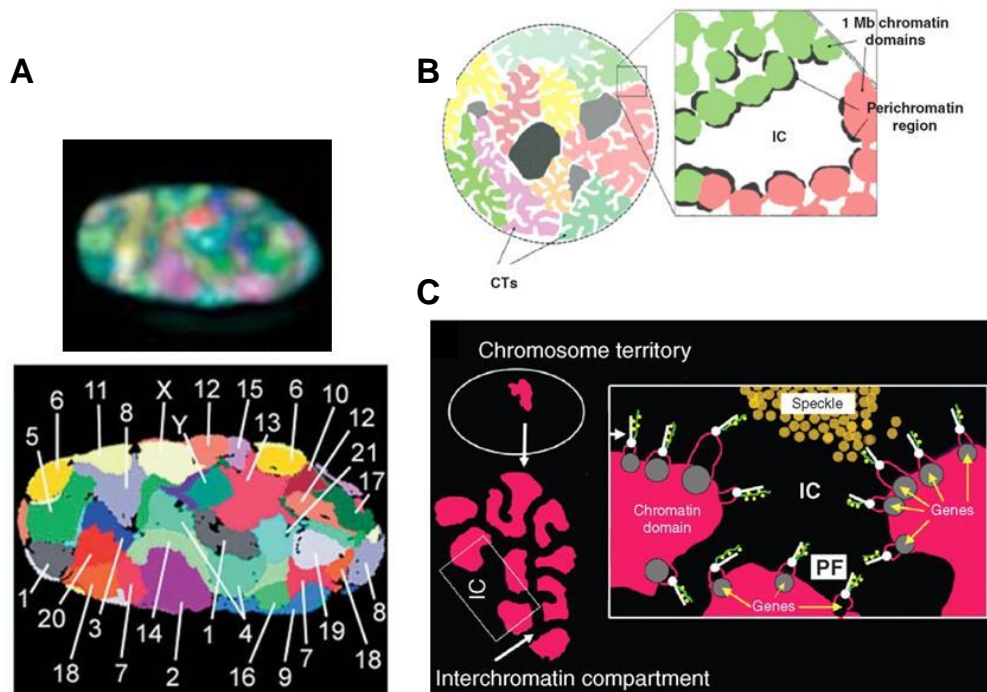 A
11 X 12 15 6
6 8 Y 13 10
5 12
21
17
1
20 3 14 1 4 19 8
18 7 2 16 9 7 18
B
1 Mb chromatin
domains
Perichromatin
region
IC
CTs
C
Chromosome territory
IC
Interchromatin compartment
Speckle
IC
Chromatin
domain
Genes
PF
Genes